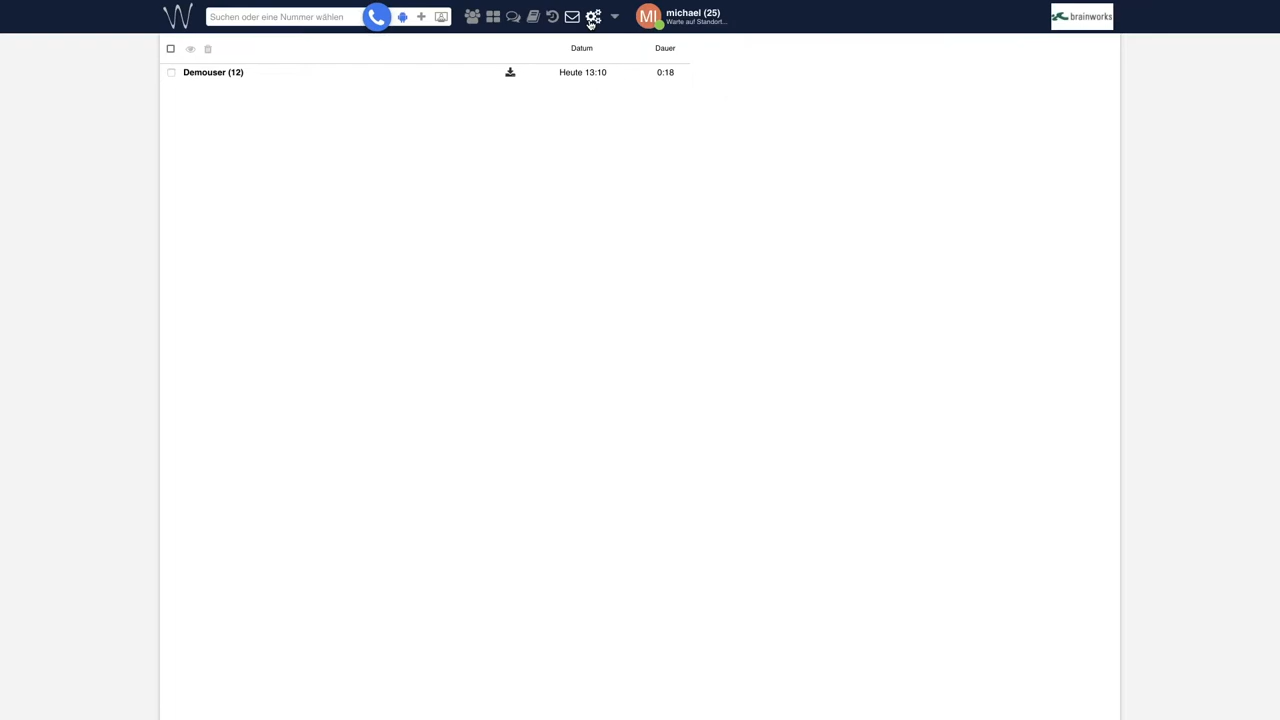 W
Suchen oder eine Nummer wählen
MI
michael (25)
Warte auf Standort...
brainworks
Datum
Dauer
Demouser (12)
Heute 13:10
0:18